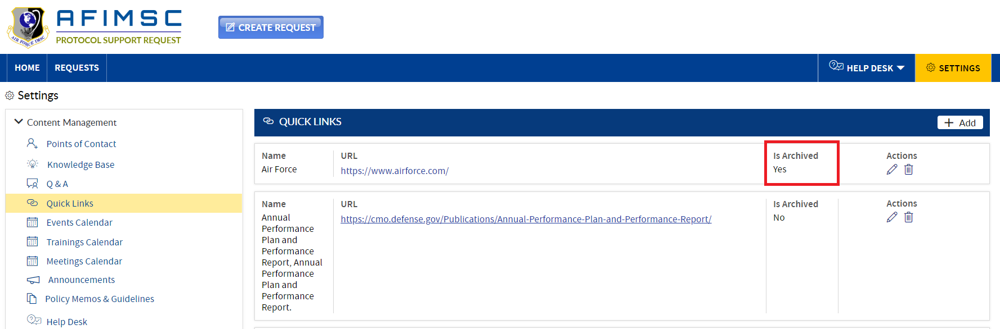 AIR FORCE IMSC
AFIMSC
PROTOCOL SUPPORT REQUEST
CREATE REQUEST
HOME
REQUESTS
HELP DESK
SETTINGS
Settings
Content Management
Points of Contact
Knowledge Base
Q & A
Quick Links
Events Calendar
Trainings Calendar
Meetings Calendar
Announcements
Policy Memos & Guidelines
Help Desk
QUICK LINKS
+ Add
Name
Air Force
URL
https://www.airforce.com/
Is Archived
Yes
Actions
Name
Annual
Performance
Plan and
Performance
Report, Annual
Performance
Plan and
Performance
Report.
URL
https://cmo.defense.gov/Publications/Annual-Performance-Plan-and-Performance-Report/
Is Archived
No
Actions